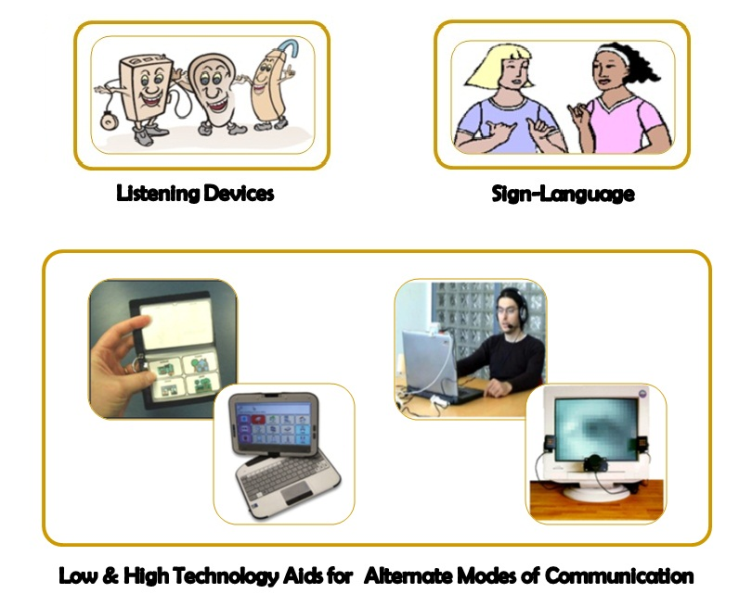 Listening Devices
Sign-Language
Low & High Technology Aids for Alternate Modes of Communication